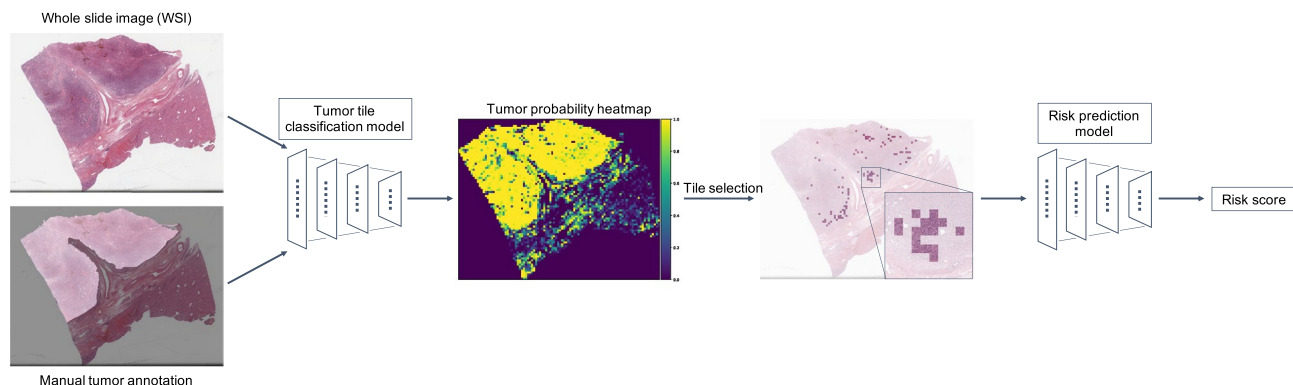 Whole slide image (WSI)
Tumor tile
classification model
Tumor probability heatmap
1.0
0.8
0.6
0.4
0.2
0.0
Tile selection
Risk prediction
model
Risk score
Manual tumor annotation